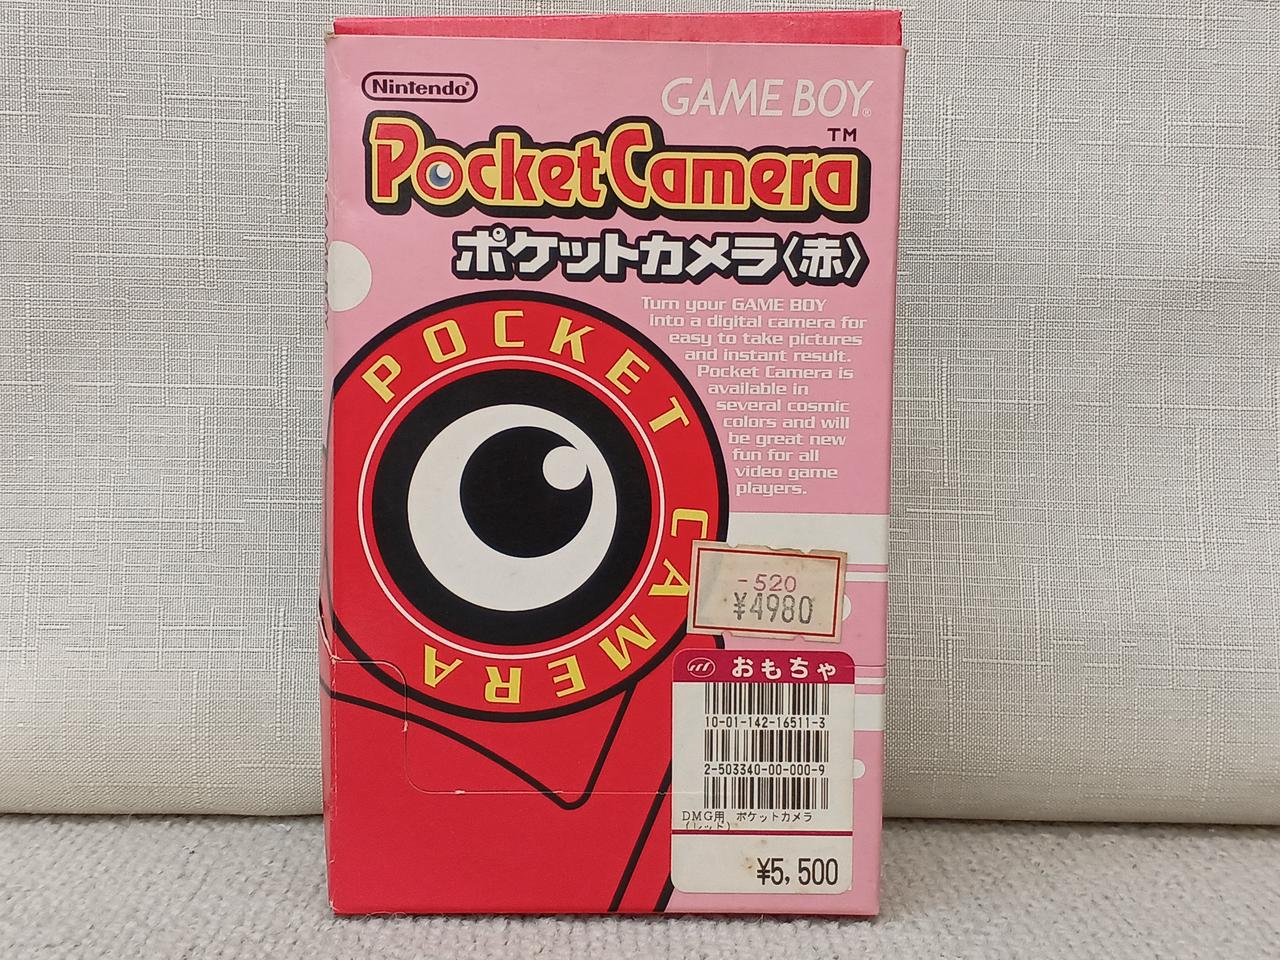 Nintendo®
GAME BOY®
Pocket Camera™
ポケットカメラ〈赤〉
Turn your GAME BOY
into a digital camera for
easy to take pictures
and instant result.
Pocket Camera is
available in
several cosmic
colors and will
be great new
fun for all
video game
players.
POCKET CAMERA
-520
¥4980
おもちゃ
10-01-142-16511-3
2-503340-00-000-9
DMG用 ポケットカメラ
(レッド)
¥5,500